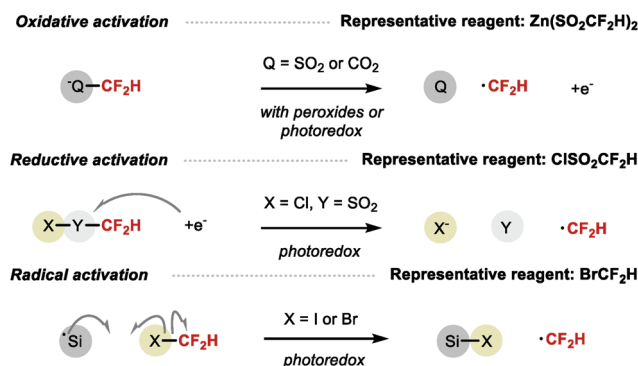 Oxidative activation Representative reagent: Zn(SO₂CF₂H)₂
Q = SO₂ or CO₂
⁻Q–CF₂H Q ·CF₂H +e⁻
with peroxides or
photoredox
Reductive activation Representative reagent: ClSO₂CF₂H
X = Cl, Y = SO₂
X–Y–CF₂H +e⁻ X⁻ Y ·CF₂H
photoredox
Radical activation Representative reagent: BrCF₂H
X = I or Br
·Si X–CF₂H Si–X ·CF₂H
photoredox